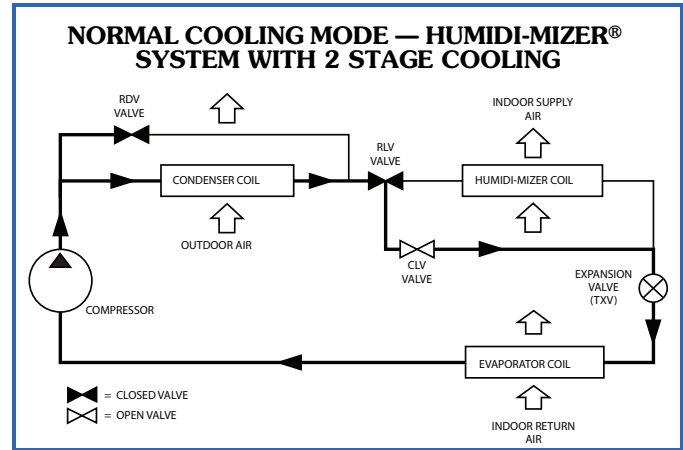 NORMAL COOLING MODE — HUMIDI-MIZER®
SYSTEM WITH 2 STAGE COOLING
RDV
VALVE
INDOOR SUPPLY
AIR
RLV
VALVE
CONDENSER COIL
HUMIDI-MIZER COIL
OUTDOOR AIR
CLV
VALVE
EXPANSION
VALVE
(TXV)
COMPRESSOR
EVAPORATOR COIL
= CLOSED VALVE
= OPEN VALVE
INDOOR RETURN
AIR